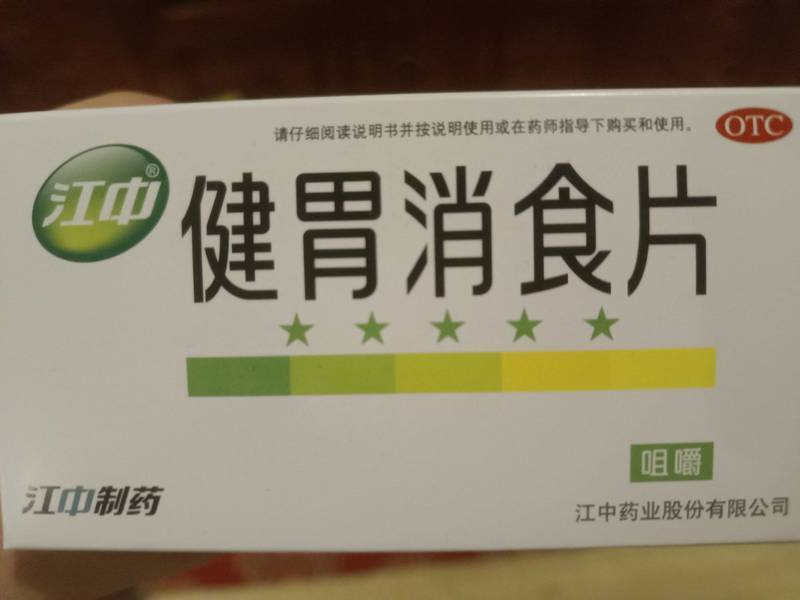 请仔细阅读说明书并按说明使用或在药师指导下购买和使用。
OTC
江中®
健胃消食片
咀嚼
江中制药
江中药业股份有限公司